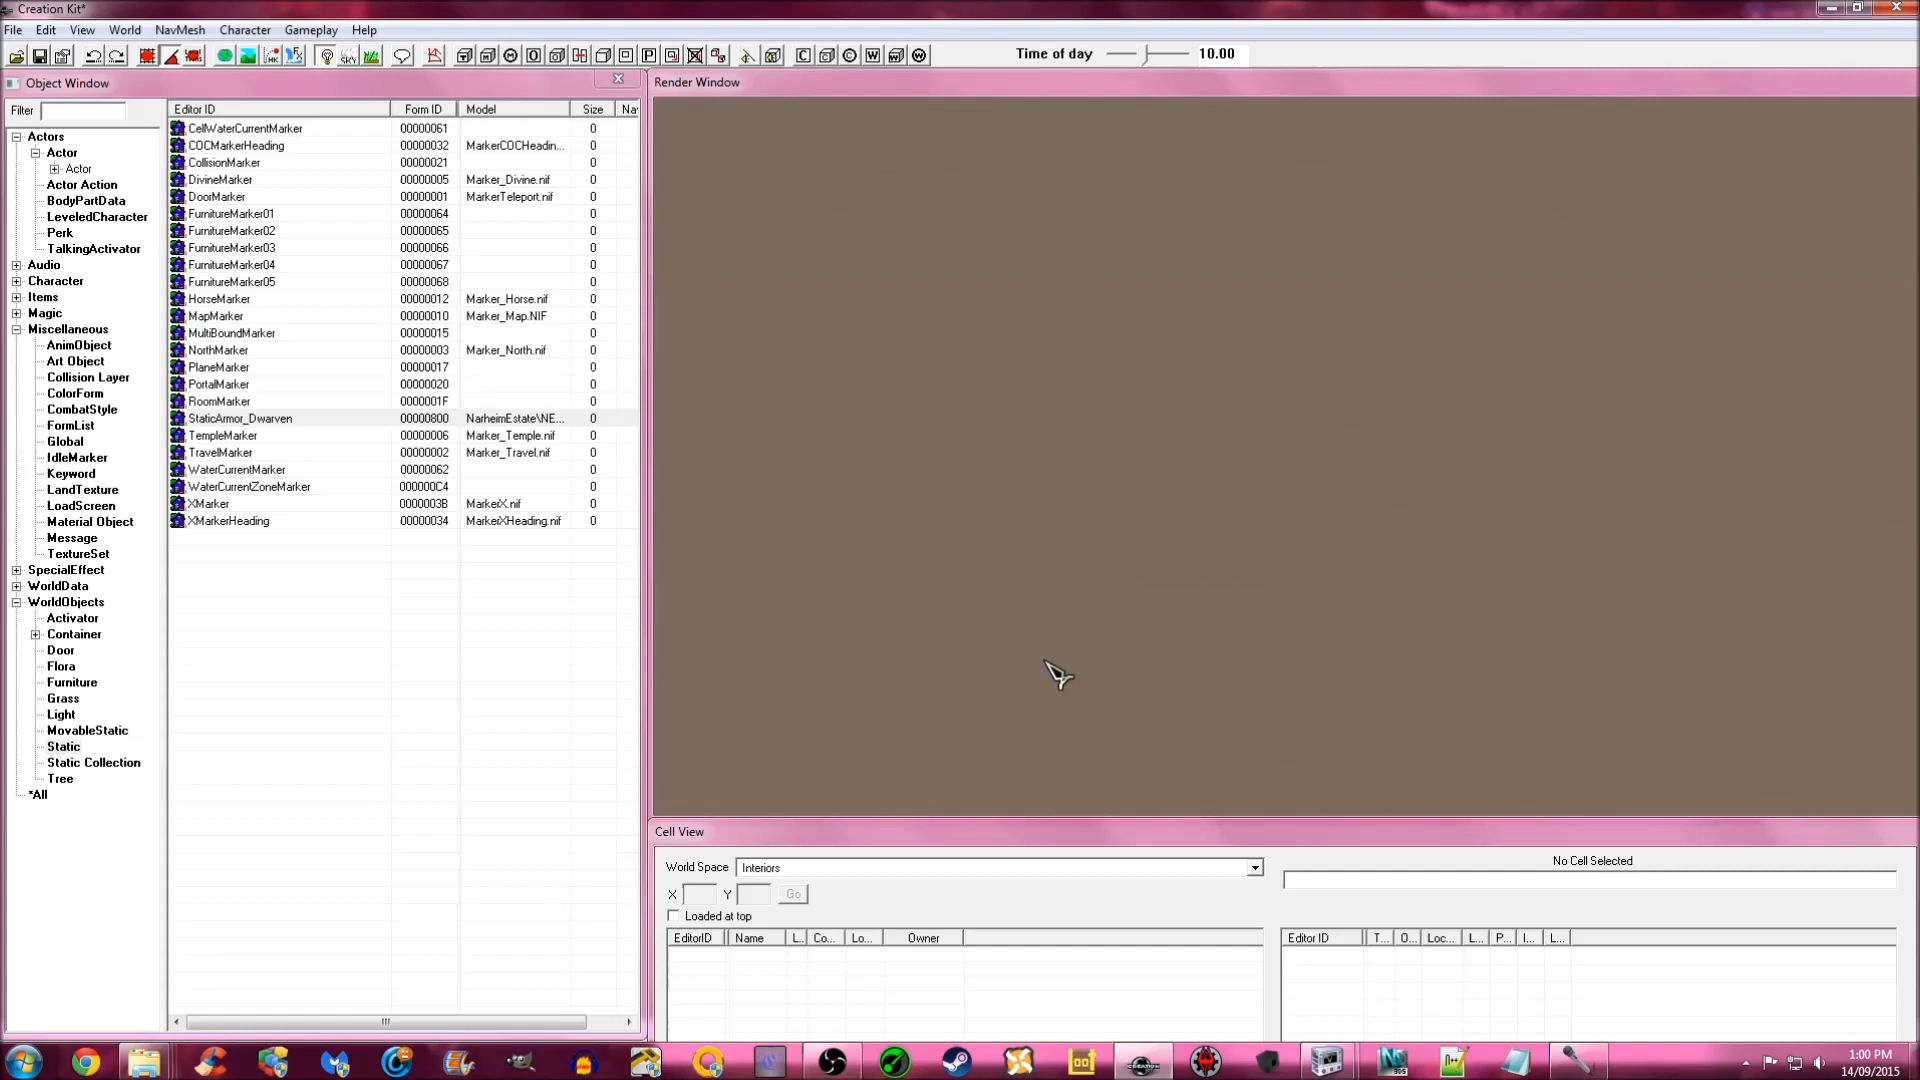 Creation Kit*
File Edit View World NavMesh Character Gameplay Help
Time of day 10.00
Object Window
Filter
Actors
Actor
Actor
Actor Action
BodyPartData
LeveledCharacter
Perk
TalkingActivator
Audio
Character
Items
Magic
Miscellaneous
AnimObject
Art Object
Collision Layer
ColorForm
CombatStyle
FormList
Global
IdleMarker
Keyword
LandTexture
LoadScreen
Material Object
Message
TextureSet
SpecialEffect
WorldData
WorldObjects
Activator
Container
Door
Flora
Furniture
Grass
Light
MovableStatic
Static
Static Collection
Tree
*All
Editor ID Form ID Model Size Na
CellWaterCurrentMarker 00000061 0
COCMarkerHeading 00000032 MarkerCOCHeadin... 0
CollisionMarker 00000021 0
DivineMarker 00000005 Marker_Divine.nif 0
DoorMarker 00000001 MarkerTeleport.nif 0
FurnitureMarker01 00000064 0
FurnitureMarker02 00000065 0
FurnitureMarker03 00000066 0
FurnitureMarker04 00000067 0
FurnitureMarker05 00000068 0
HorseMarker 00000012 Marker_Horse.nif 0
MapMarker 00000010 Marker_Map.NIF 0
MultiBoundMarker 00000015 0
NorthMarker 00000003 Marker_North.nif 0
PlaneMarker 00000017 0
PortalMarker 00000020 0
RoomMarker 0000001F 0
StaticArmor_Dwarven 00000800 NarheimEstate\NE... 0
TempleMarker 00000006 Marker_Temple.nif 0
TravelMarker 00000002 Marker_Travel.nif 0
WaterCurrentMarker 00000062 0
WaterCurrentZoneMarker 000000C4 0
XMarker 0000003B MarkerX.nif 0
XMarkerHeading 00000034 MarkerXHeading.nif 0
Render Window
Cell View
World Space Interiors
X Y Go
Loaded at top
EditorID Name L... Co... Lo... Owner
No Cell Selected
Editor ID T... O... Loc... L... P... I... L...
1:00 PM
14/09/2015